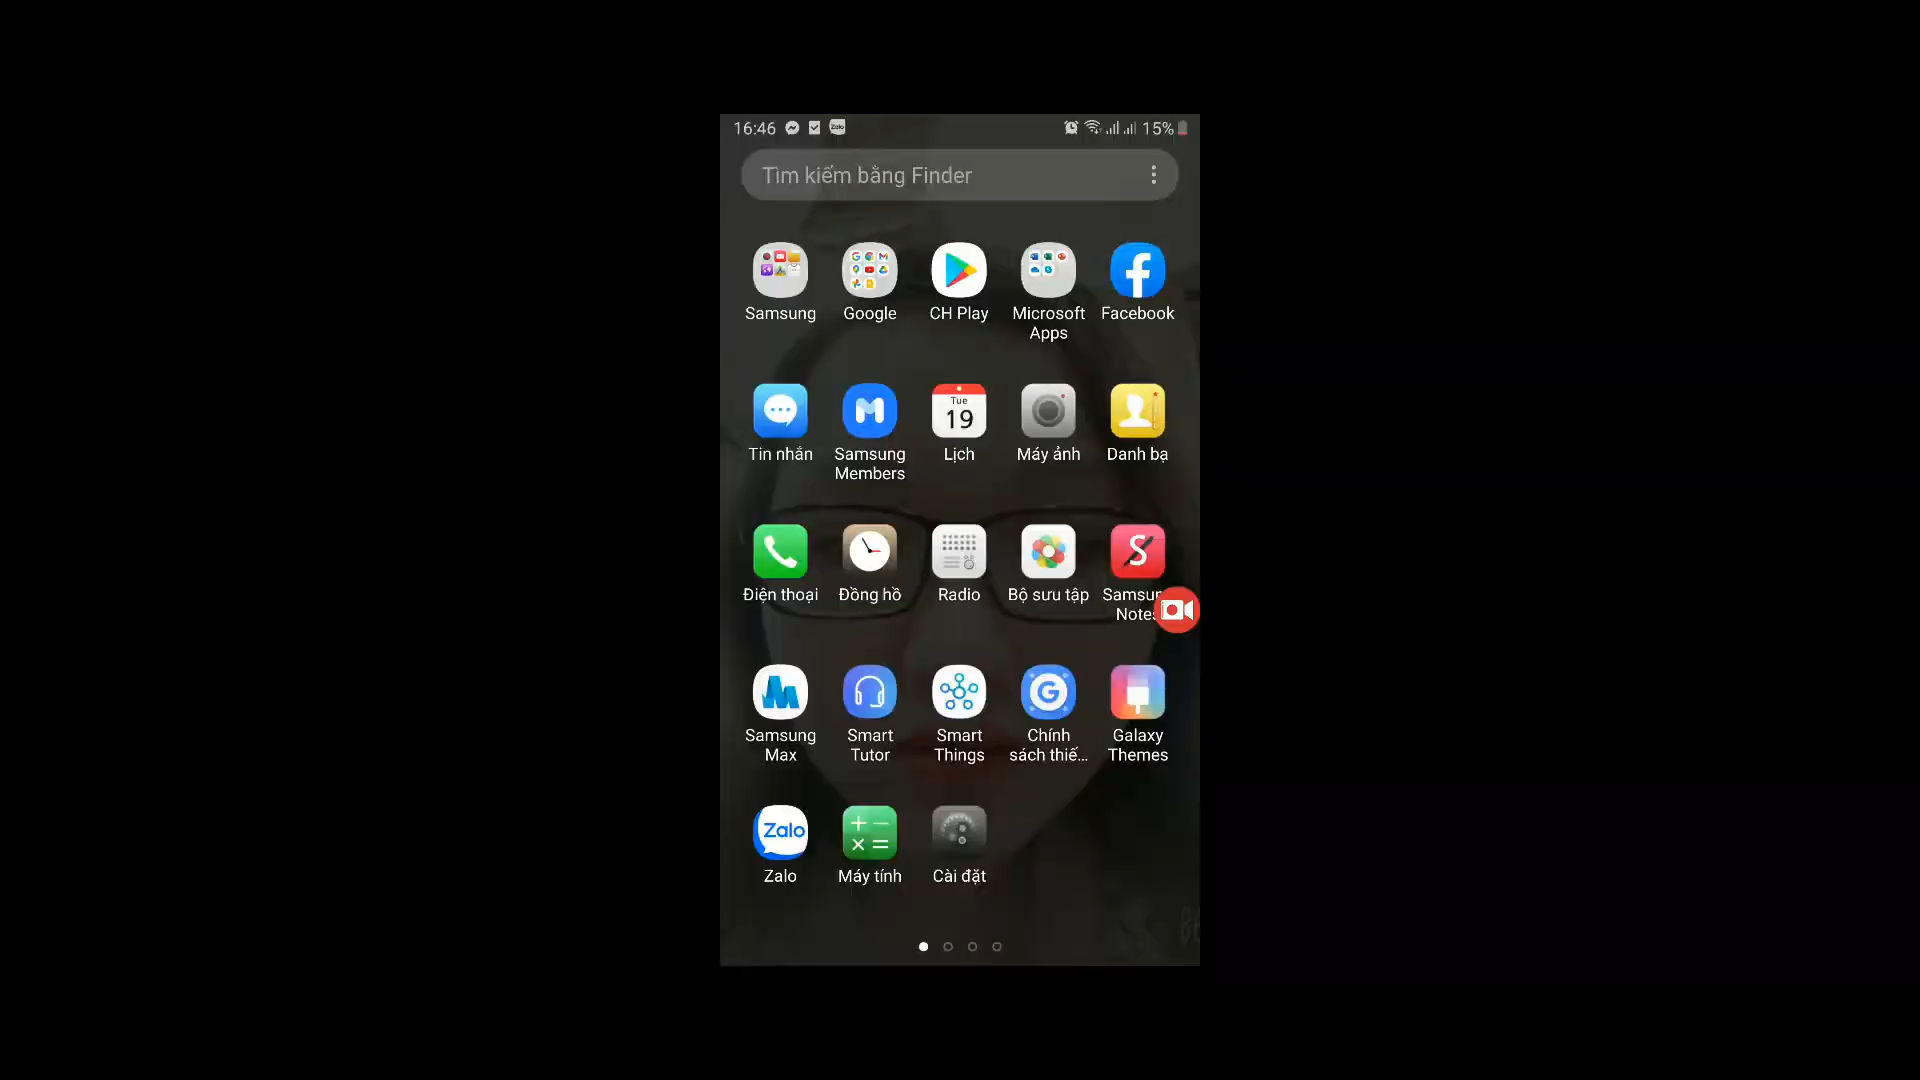 16:46 Zalo 15%
Tìm kiếm bằng Finder
Samsung Google CH Play Microsoft Apps Facebook
Tue
19
Tin nhắn Samsung Members Lịch Máy ảnh Danh bạ
Điện thoại Đồng hồ Radio Bộ sưu tập
Samsung Max Smart Tutor Smart Things Chính sách thiế... Galaxy Themes
Zalo
Zalo Máy tính Cài đặt